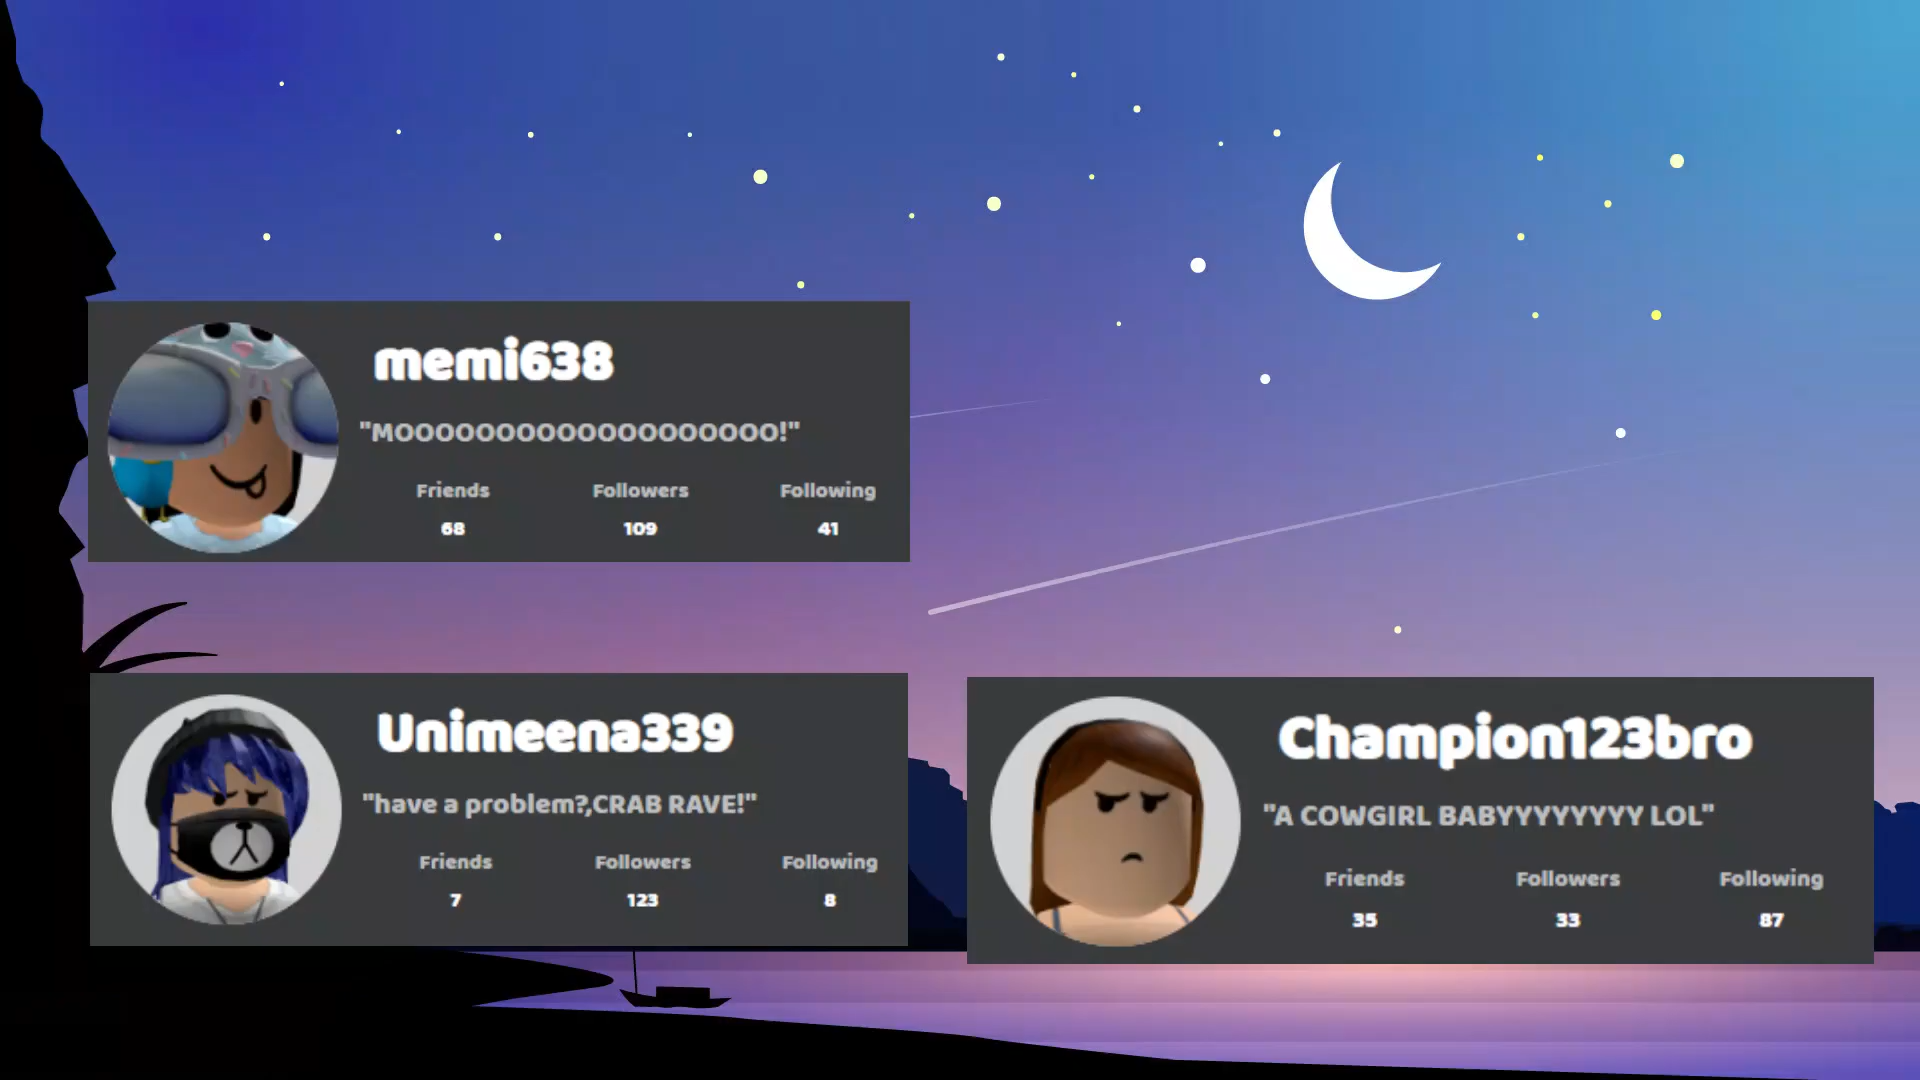 memi638
"MOOOOOOOOOOOOOOOOOOO!"
Friends Followers Following
68 109 41
Unimeena339
"have a problem?,CRAB RAVE!"
Friends Followers Following
7 123 8
Champion123bro
"A COWGIRL BABYYYYYYYY LOL"
Friends Followers Following
35 33 87